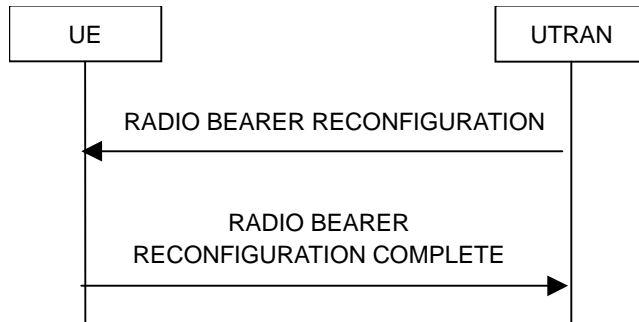 UE
UTRAN
RADIO BEARER RECONFIGURATION
RADIO BEARER
RECONFIGURATION COMPLETE